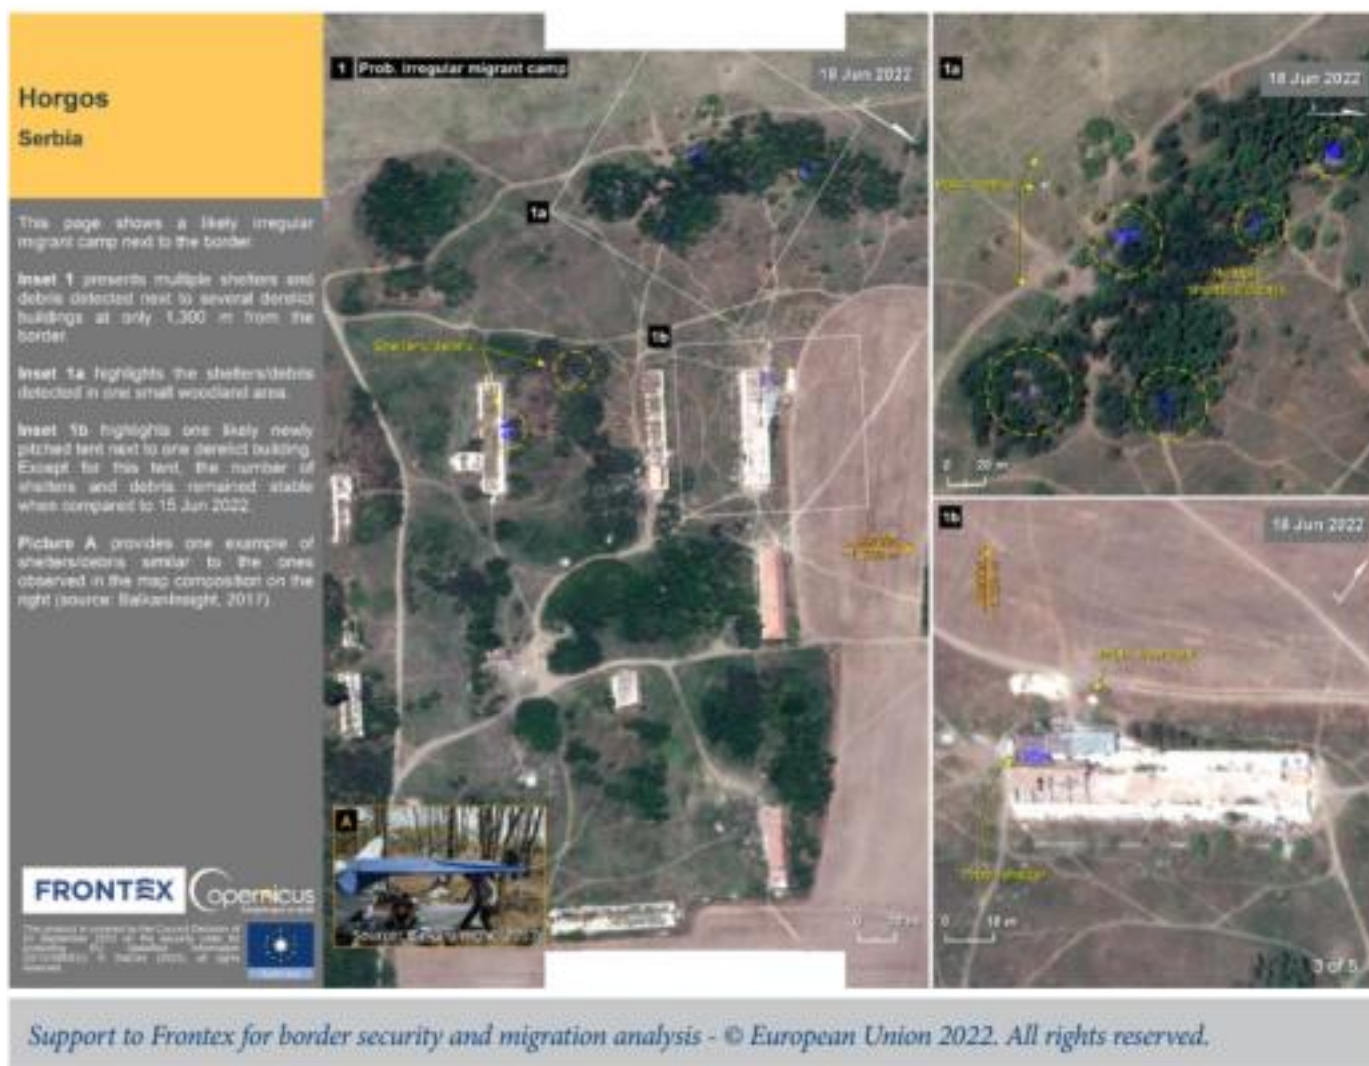 Horgos
Serbia
This page shows a likely irregular
migrant camp next to the border.
Inset 1 presents multiple shelters and
debris detected next to several derelict
buildings at only 1,300 m from the
border.
Inset 1a highlights the shelters/debris
detected in one small woodland area.
Inset 1b highlights one likely newly
pitched tent next to one derelict building.
Except for this tent, the number of
shelters and debris remained stable
when compared to 15 Jun 2022.
Picture A provides one example of
shelters/debris similar to the ones
observed in the map composition on the
right (source: BalkanInsight, 2017).
FRONTEX
Copernicus
1 Prob. irregular migrant camp
18 Jun 2022
1a
1b
Shelters/debris
A
1a
18 Jun 2022
0 20 m
1b
18 Jun 2022
0 10 m
3 of 5
Support to Frontex for border security and migration analysis - © European Union 2022. All rights reserved.